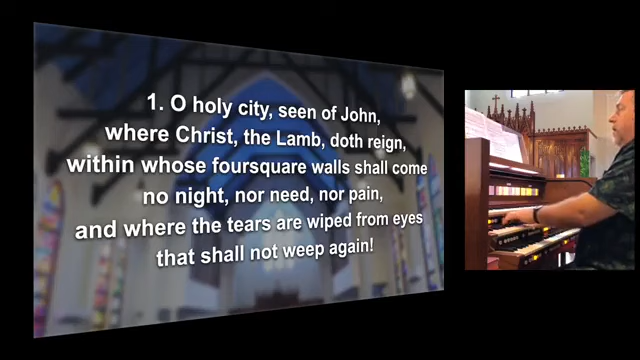 1. O holy city, seen of John,
where Christ, the Lamb, doth reign,
within whose foursquare walls shall come
no night, nor need, nor pain,
and where the tears are wiped from eyes
that shall not weep again!